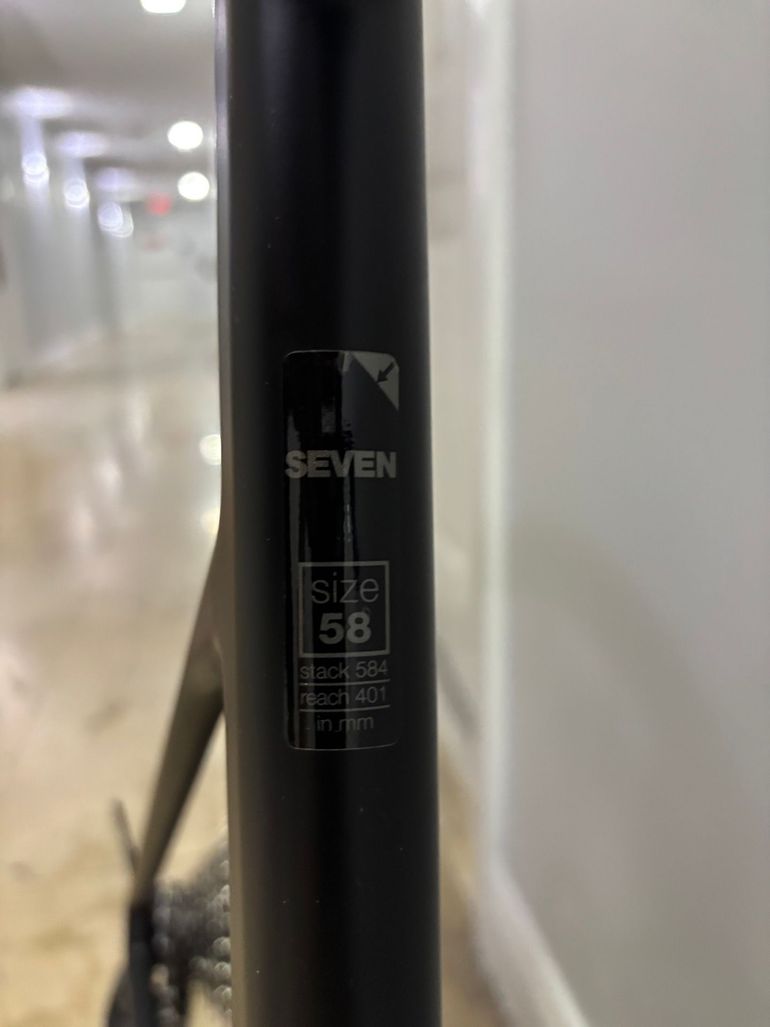 SEVEN
size
58
stack 584
reach 401
in mm